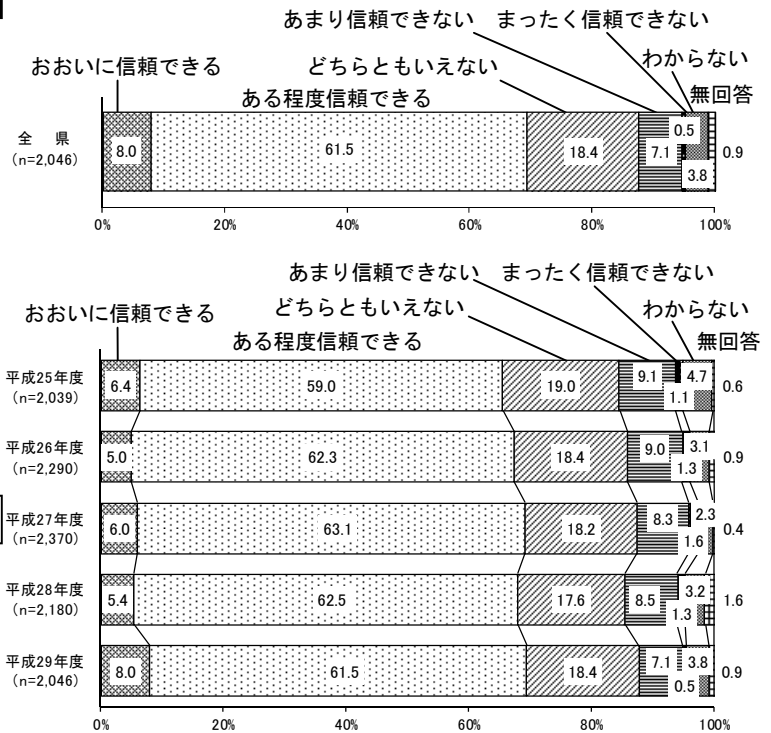 あまり信頼できない まったく信頼できない
おおいに信頼できる どちらともいえない わからない
ある程度信頼できる 無回答
全 県
(n=2,046)
8.0 61.5 18.4 7.1 0.5 3.8 0.9
0% 20% 40% 60% 80% 100%
あまり信頼できない まったく信頼できない
おおいに信頼できる どちらともいえない わからない
ある程度信頼できる 無回答
平成25年度
(n=2,039)
6.4 59.0 19.0 9.1 1.1 4.7 0.6
平成26年度
(n=2,290)
5.0 62.3 18.4 9.0 1.3 3.1 0.9
平成27年度
(n=2,370)
6.0 63.1 18.2 8.3 1.6 2.3 0.4
平成28年度
(n=2,180)
5.4 62.5 17.6 8.5 1.3 3.2 1.6
平成29年度
(n=2,046)
8.0 61.5 18.4 7.1 0.5 3.8 0.9
0% 20% 40% 60% 80% 100%